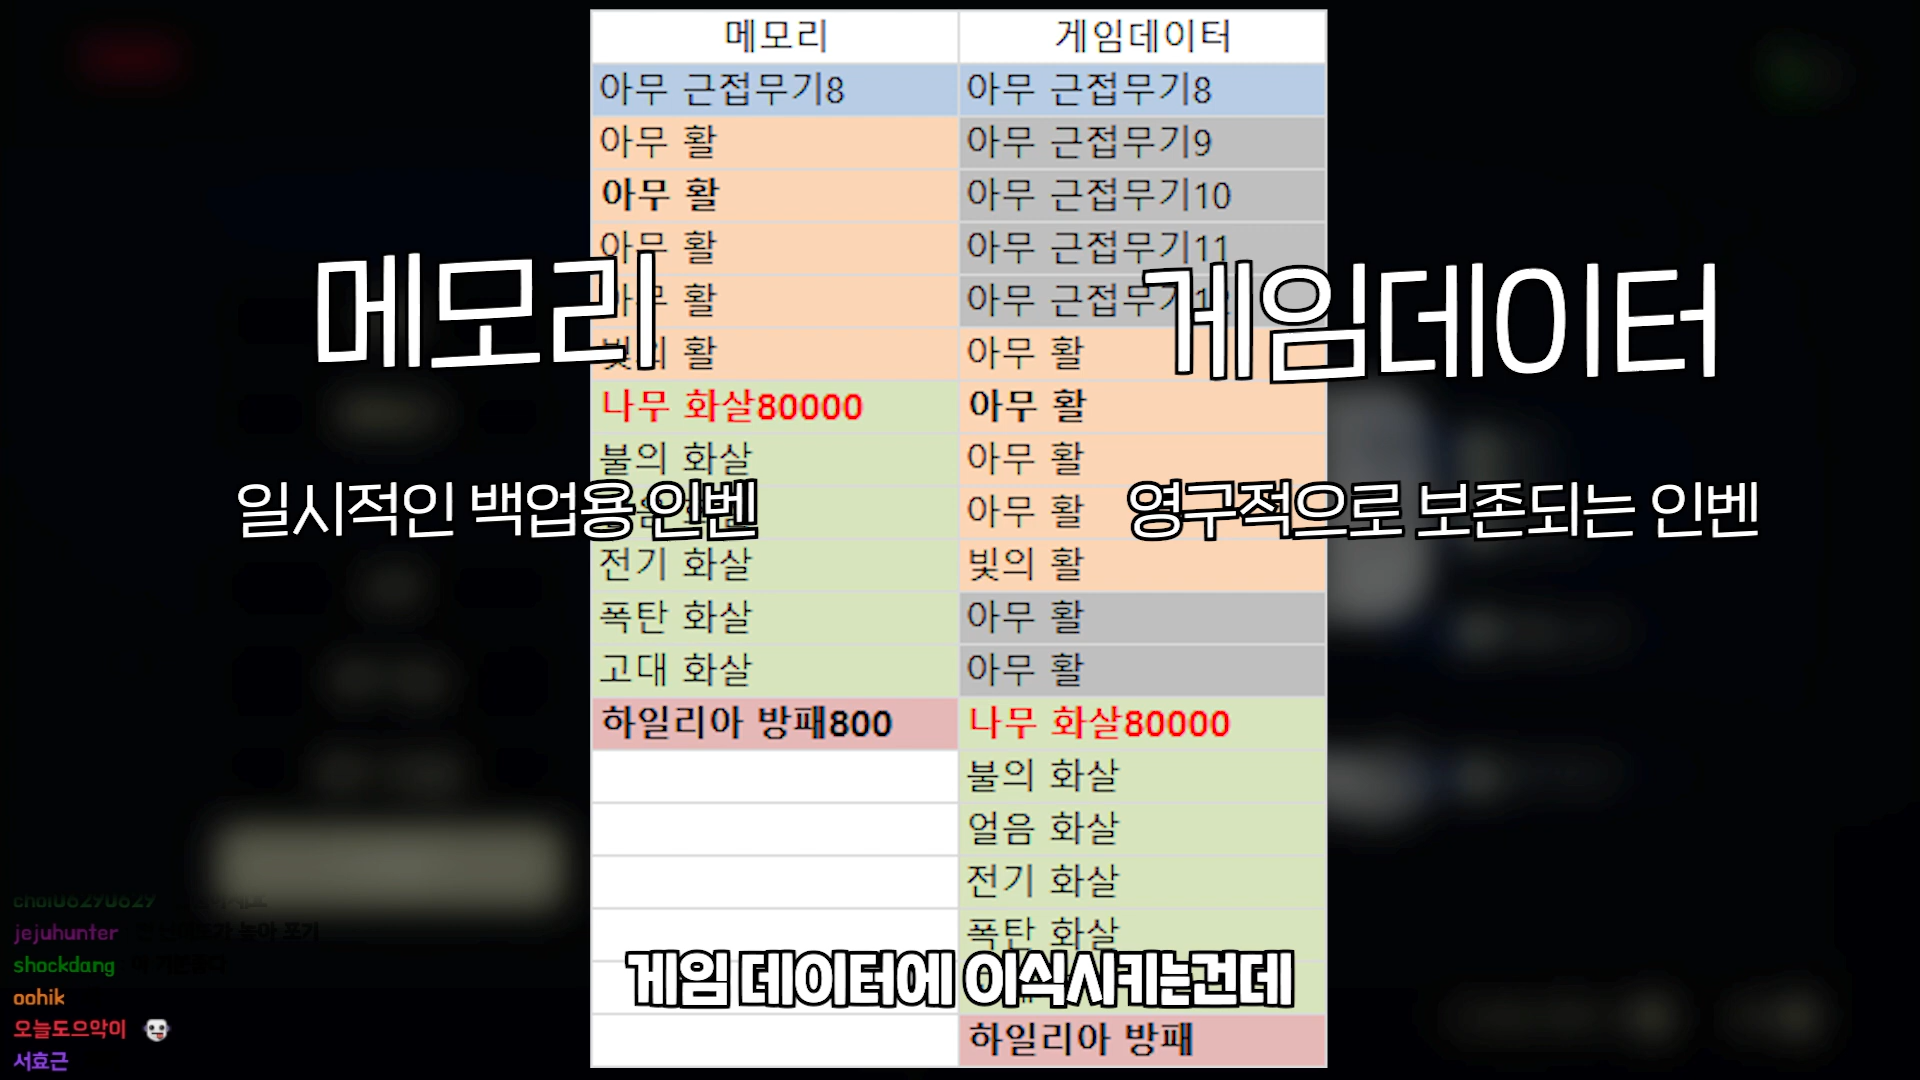 메모리 게임데이터
아무 근접무기8 아무 근접무기8
아무 활 아무 근접무기9
아무 활 아무 근접무기10
아무 활 아무 근접무기11
아무 활 아무 근접무기12
빛의 활 아무 활
나무 화살80000 아무 활
불의 화살 아무 활
아무 활
전기 화살 빛의 활
폭탄 화살 아무 활
고대 화살 아무 활
하일리아 방패800 나무 화살80000
불의 화살
얼음 화살
전기 화살
폭탄 화살
하일리아 방패
메모리
게임데이터
일시적인 백업용 인벤
영구적으로 보존되는 인벤
게임 데이터에 이식시키는건데
jejuhunter
shockdang
oohik
오늘도으악이
서효근